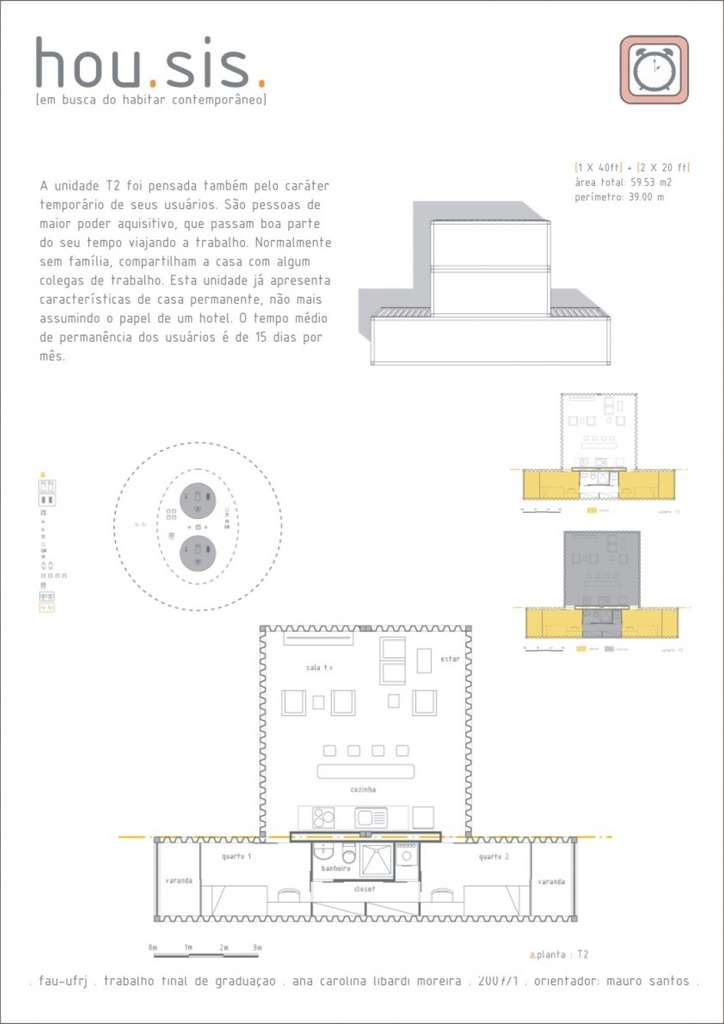 hou.sis.
[em busca do habitar contemporâneo]
[1 X 40ft] + [2 X 20 ft]
área total: 59.53 m2
perímetro: 39.00 m
A unidade T2 foi pensada também pelo caráter
temporário de seus usuários. São pessoas de
maior poder aquisitivo, que passam boa parte
do seu tempo viajando a trabalho. Normalmente
sem família, compartilham a casa com algum
colegas de trabalho. Esta unidade já apresenta
características de casa permanente, não mais
assumindo o papel de um hotel. O tempo médio
de permanência dos usuários é de 15 dias por
mês.
sala t.v
estar
cozinha
quarto 1
quarto 2
banheiro
varanda
closet
varanda
0m 1m 2m 3m
a.planta : T2
. fau-ufrj . trabalho final de graduação . ana carolina libardi moreira . 2007/1 . orientador: mauro santos .